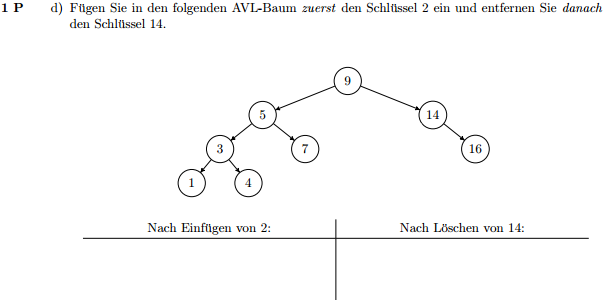 1 P d) Fügen Sie in den folgenden AVL-Baum zuerst den Schlüssel 2 ein und entfernen Sie danach
den Schlüssel 14.
9
5 14
3 7 16
1 4
Nach Einfügen von 2: Nach Löschen von 14: